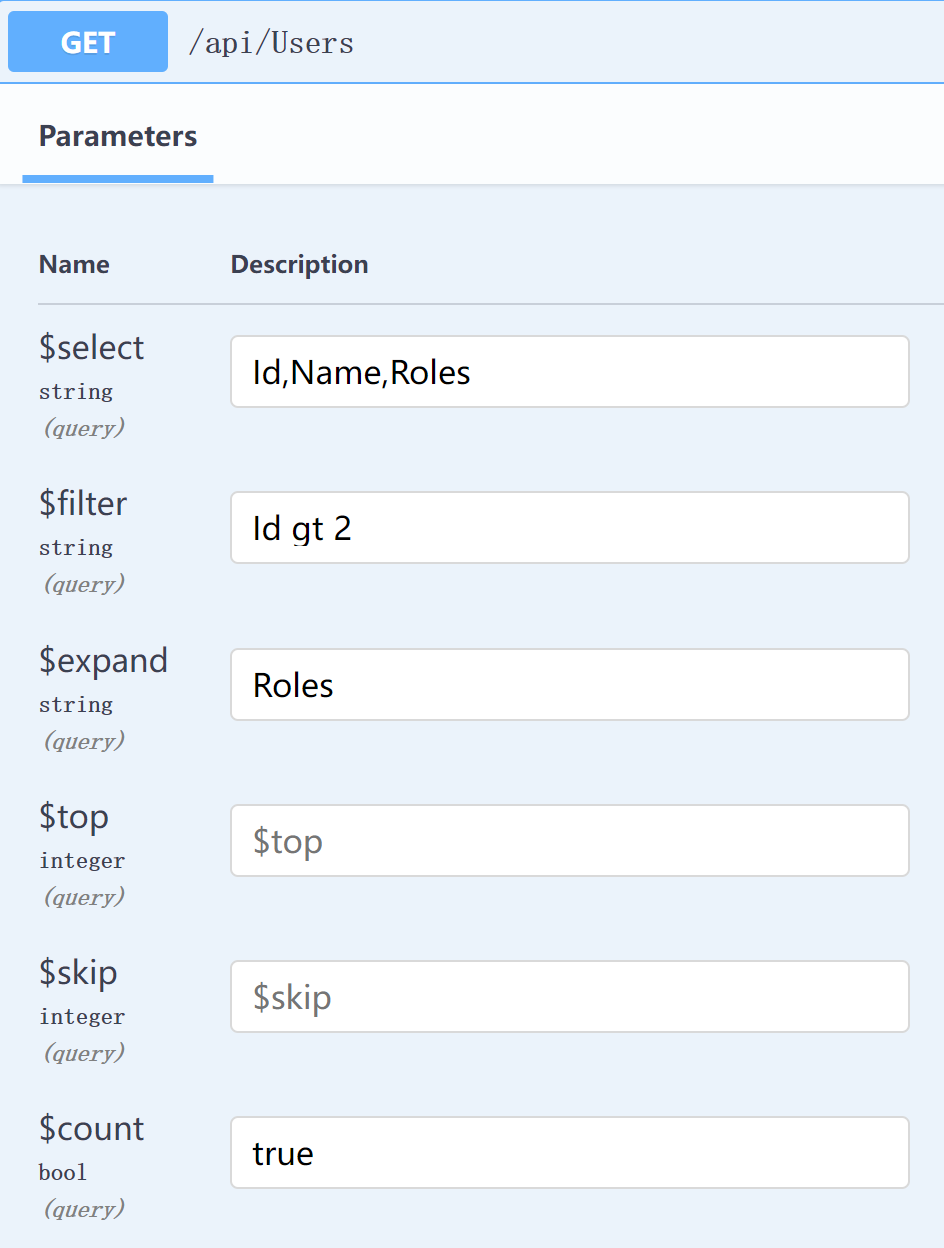 GET /api/Users
Parameters
Name Description
$select
string
(query)
Id,Name,Roles
$filter
string
(query)
Id gt 2
$expand
string
(query)
Roles
$top
integer
(query)
$top
$skip
integer
(query)
$skip
$count
bool
(query)
true